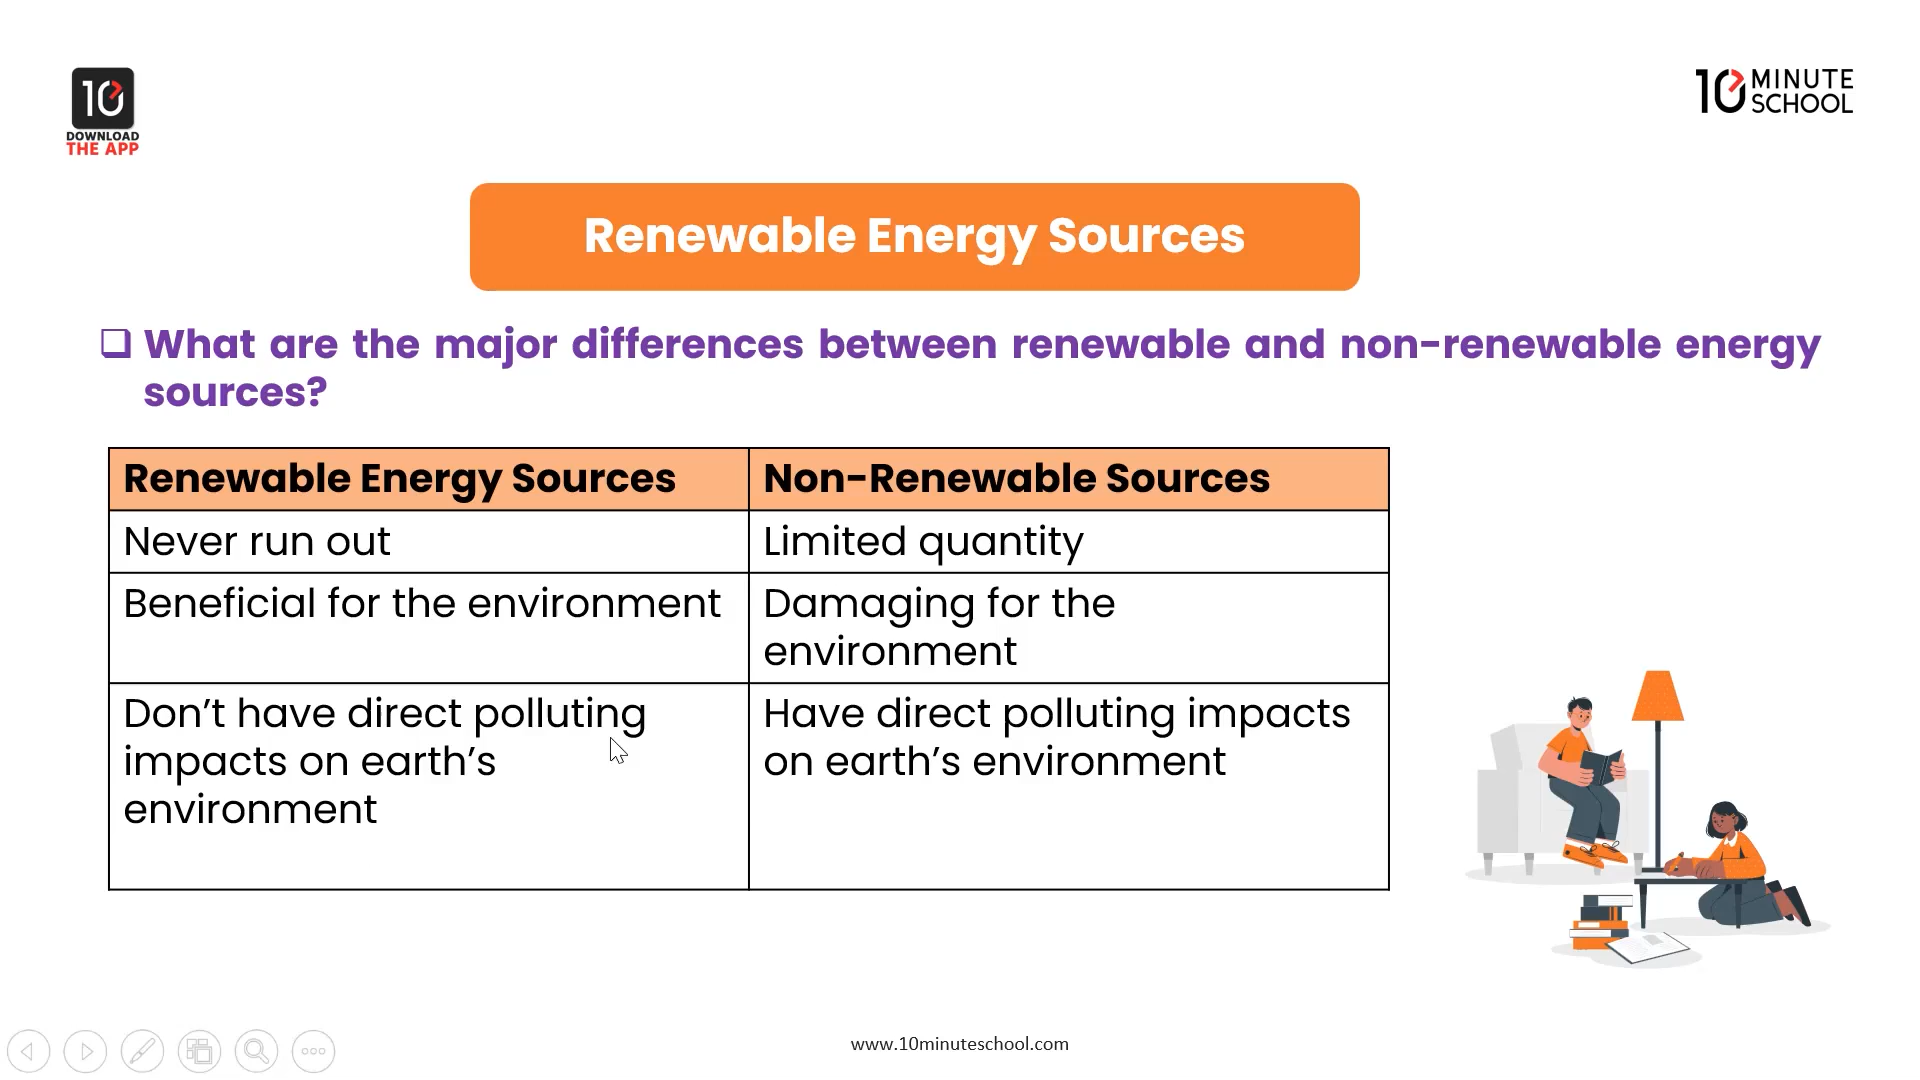 10
DOWNLOAD
THE APP
10 MINUTE
SCHOOL
Renewable Energy Sources
What are the major differences between renewable and non-renewable energy
sources?
Renewable Energy Sources
Non-Renewable Sources
Never run out
Limited quantity
Beneficial for the environment
Damaging for the
environment
Don’t have direct polluting
impacts on earth’s
environment
Have direct polluting impacts
on earth’s environment
www.10minuteschool.com